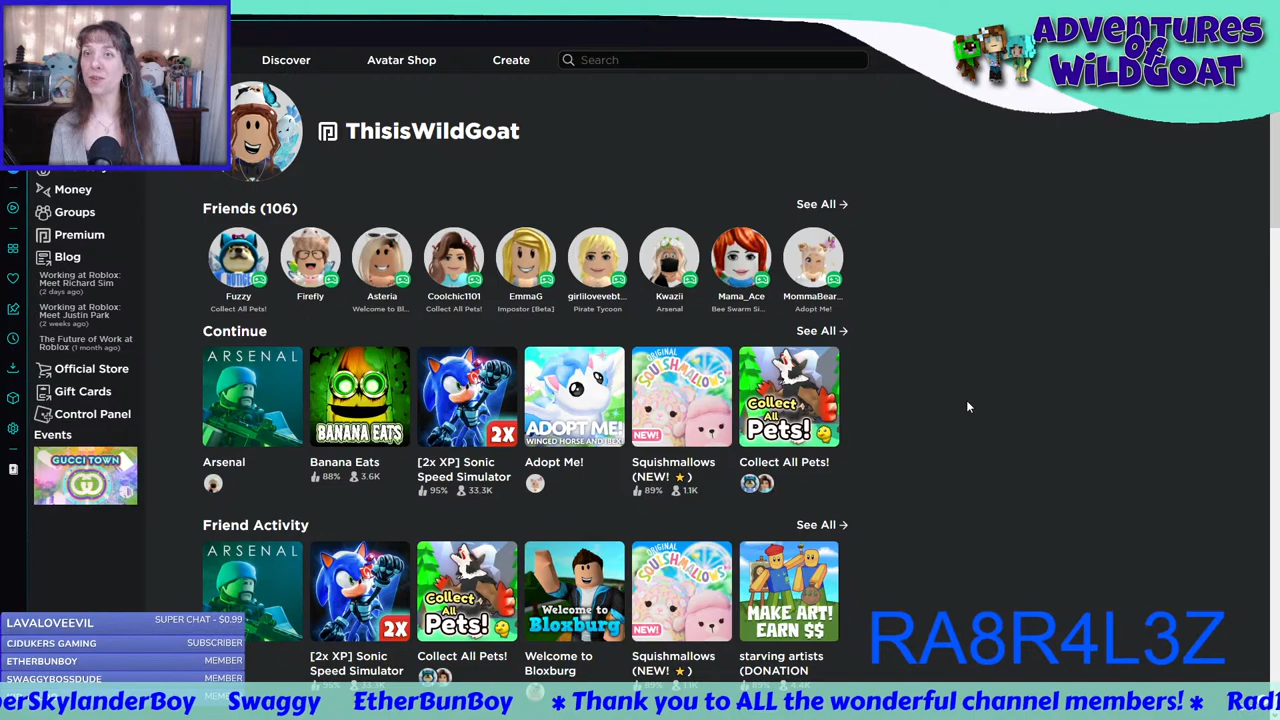 ADVENTURES
OF
WILDGOAT
Discover
Avatar Shop
Create
Search
ThisisWildGoat
Money
Groups
Premium
Blog
Working at Roblox:
Meet Richard Sim
(2 days ago)
Working at Roblox:
Meet Justin Park
(2 weeks ago)
The Future of Work at
Roblox (1 month ago)
Official Store
Gift Cards
Control Panel
Events
GUCCI TOWN
Friends (106)
See All →
Fuzzy
Firefly
Asteria
Coolchic1101
EmmaG
girlilovevebt...
Kwazii
Mama_Ace
MommaBear...
Collect All Pets!
Welcome to Bl...
Collect All Pets!
Impostor [Beta]
Pirate Tycoon
Arsenal
Bee Swarm Si...
Adopt Me!
Continue
See All →
ARSENAL
BANANA EATS
2X
ADOPT ME!
WINGED HORSE AND IBEX
ORIGINAL
SQUISHMALLOWS
NEW!
Collect
All
Pets!
Arsenal
Banana Eats
88% 3.6K
[2x XP] Sonic
Speed Simulator
95% 33.3K
Adopt Me!
Squishmallows
(NEW! ⭐)
89% 1.1K
Collect All Pets!
Friend Activity
See All →
ARSENAL
2X
Collect
All
Pets!
Welcome to
Bloxburg
ORIGINAL
SQUISHMALLOWS
NEW!
MAKE ART!
EARN $$
[2x XP] Sonic
Speed Simulator
Collect All Pets!
Welcome to
Bloxburg
Squishmallows
(NEW! ⭐)
starving artists
(DONATION
RA8R4L3Z
LAVALOVEEVIL SUPER CHAT - $0.99
CJDUKERS GAMING SUBSCRIBER
ETHERBUNBOY MEMBER
SWAGGYBOSSDUDE MEMBER
erSkylanderBoy Swaggy EtherBunBoy * Thank you to ALL the wonderful channel members! * Rad